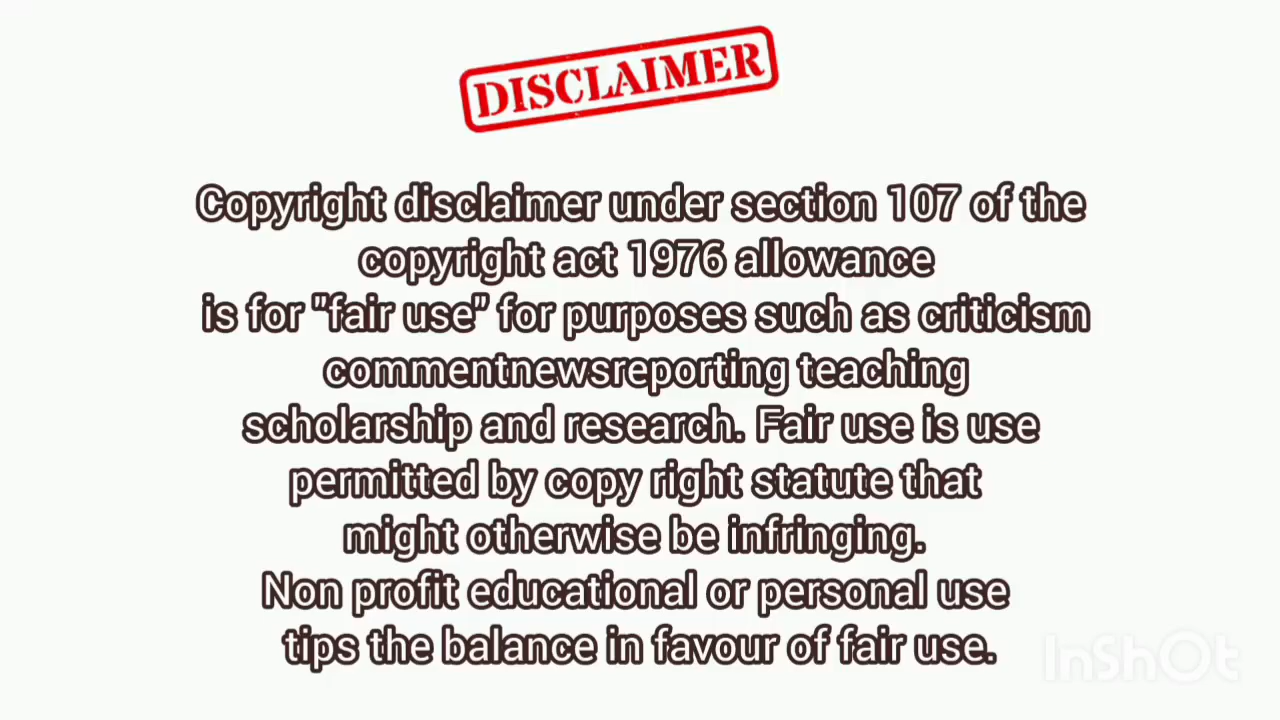 DISCLAIMER
Copyright disclaimer under section 107 of the
copyright act 1976 allowance
is for "fair use" for purposes such as criticism
commentnewsreporting teaching
scholarship and research. Fair use is use
permitted by copy right statute that
might otherwise be infringing.
Non profit educational or personal use
tips the balance in favour of fair use.
InShOt